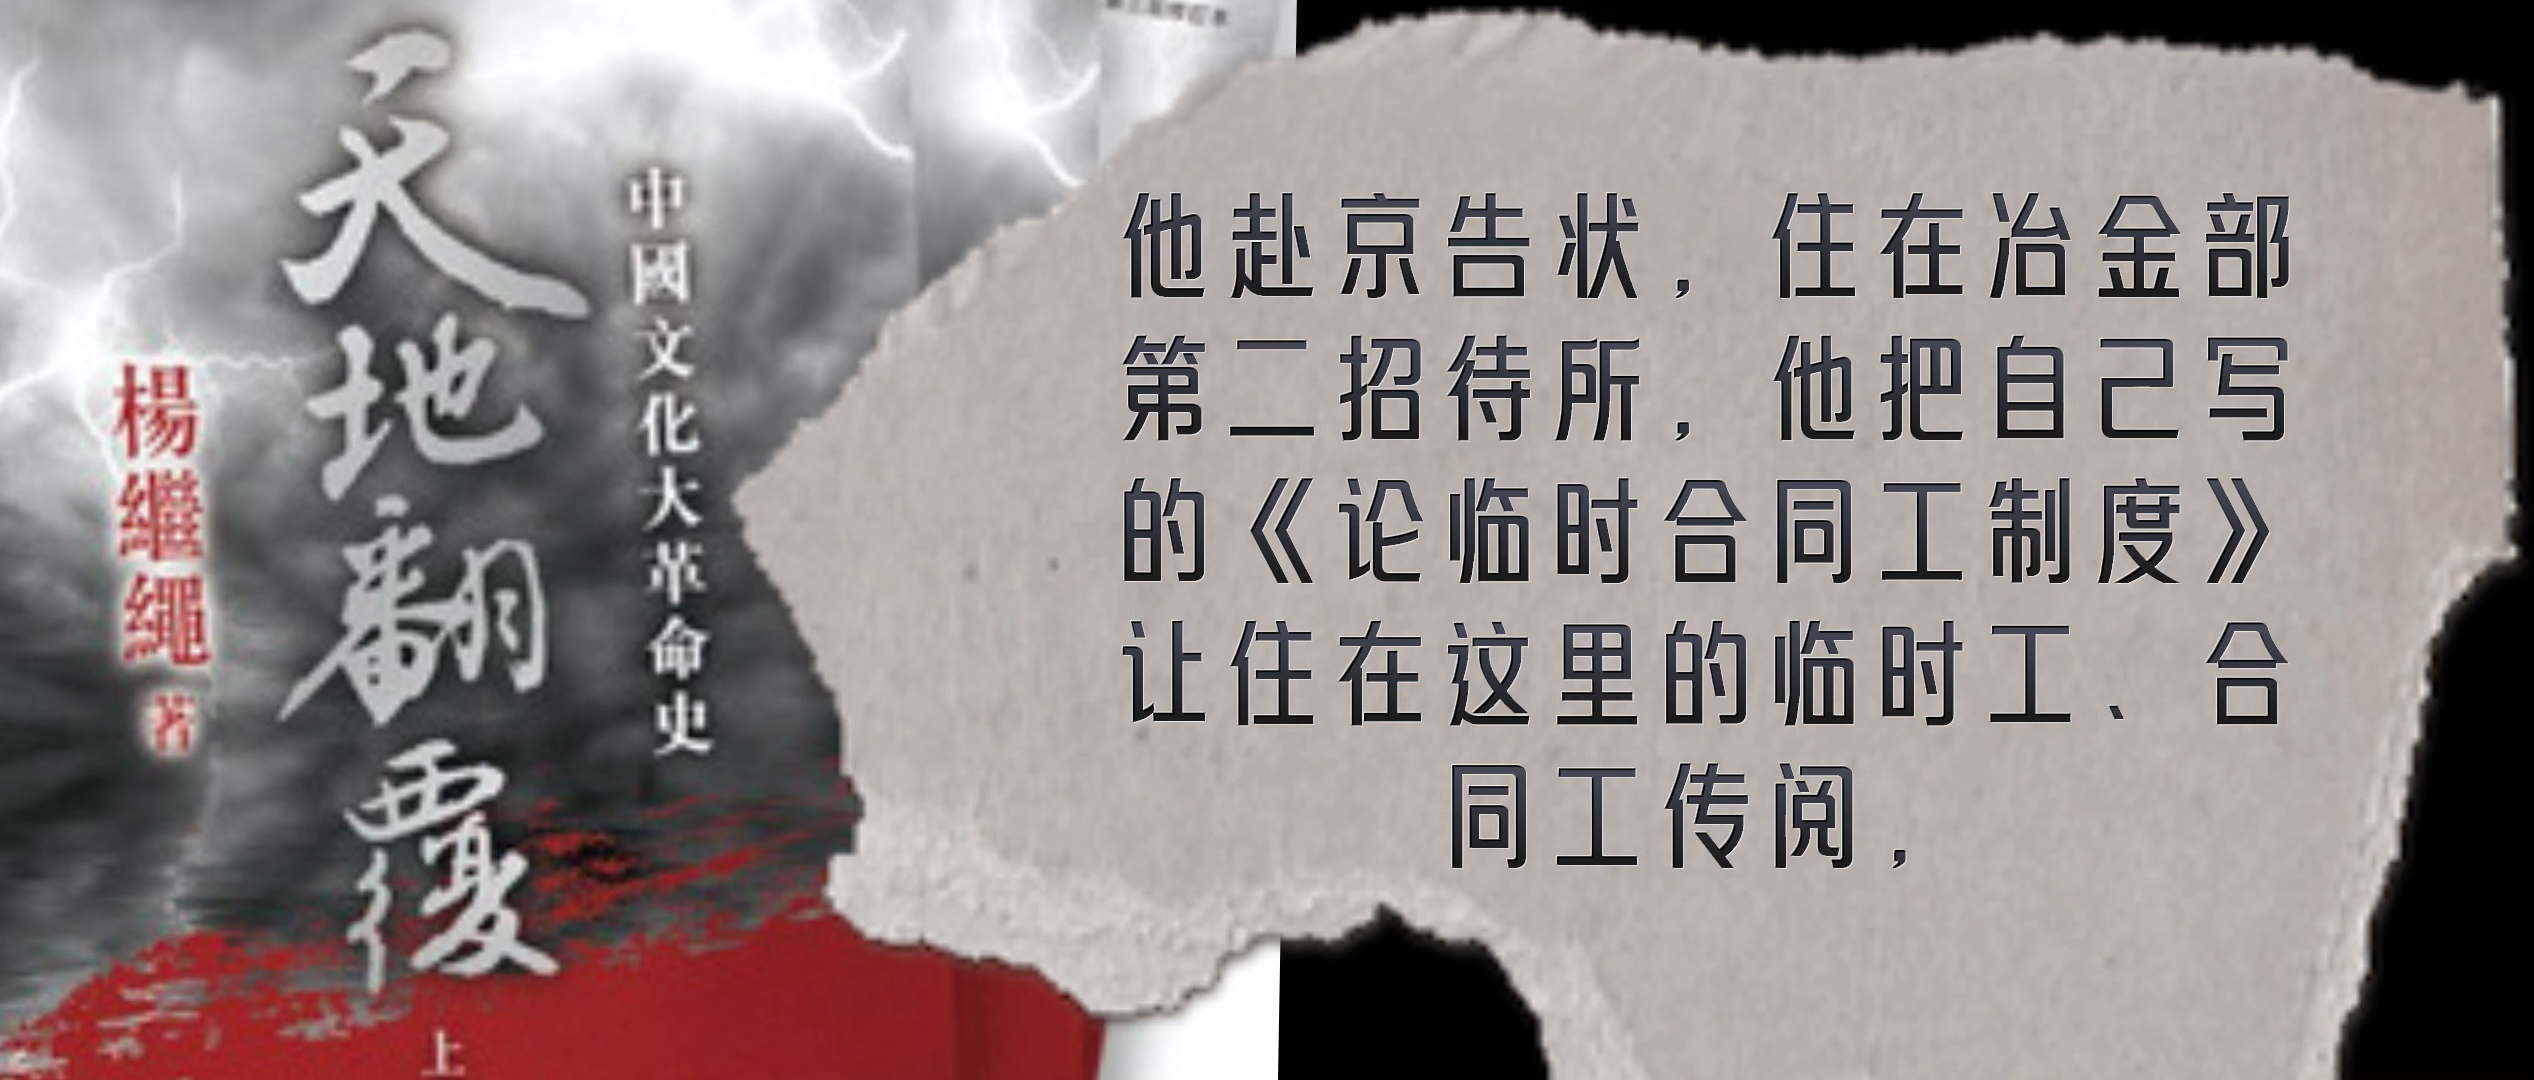 天地翻覆
中國文化大革命史
楊繼繩 著
上
他赴京告状，住在冶金部
第二招待所，他把自己写
的《论临时合同工制度》
让住在这里的临时工、合
同工传阅，